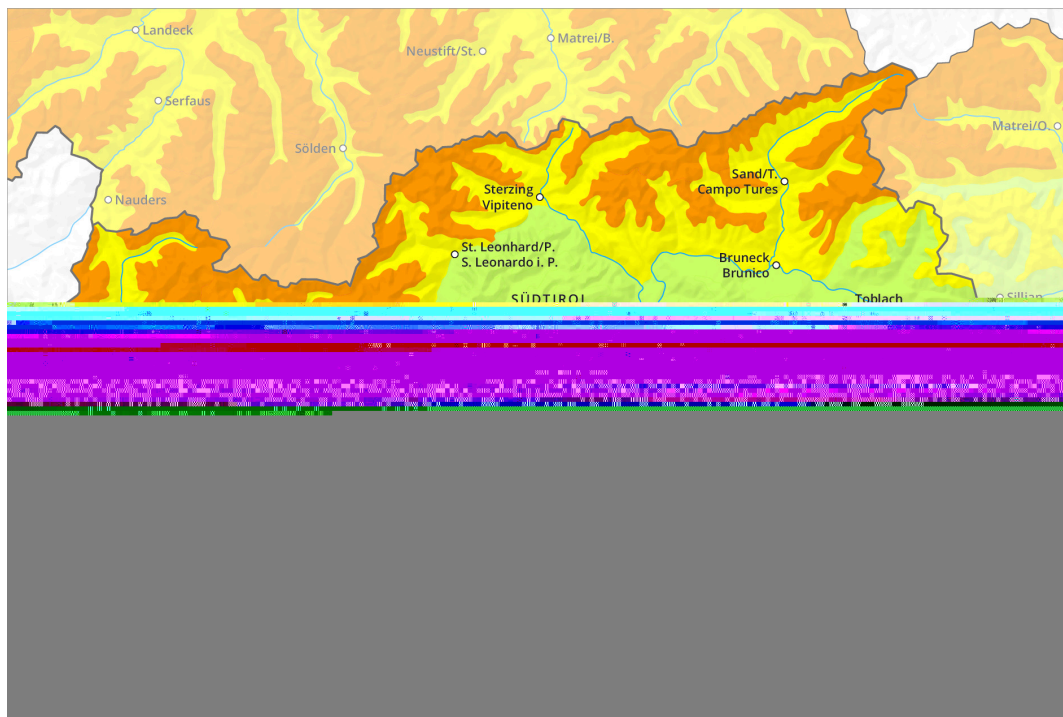 Landeck
Matrei/B.
Neustift/St.
Serfaus
Matrei/O.
Sölden
Sand/T.
Campo Tures
Sterzing
Vipiteno
Nauders
St. Leonhard/P.
S. Leonardo i. P.
Bruneck
Brunico
SÜDTIROL
Toblach
Sillian